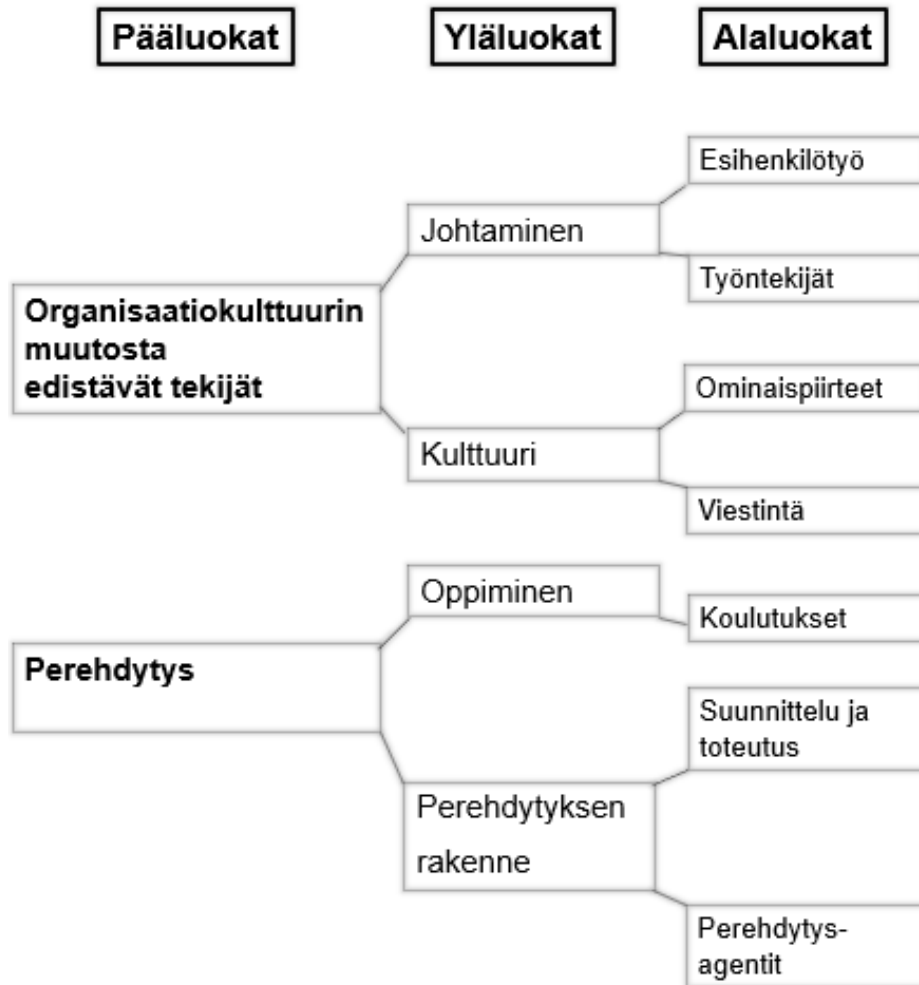 Pääluokat
Yläluokat
Alaluokat
Esihenkilötyö
Johtaminen
Työntekijät
Organisaatiokulttuurin
muutosta
edistävät tekijät
Ominaispiirteet
Kulttuuri
Viestintä
Oppiminen
Koulutukset
Perehdytys
Suunnittelu ja
toteutus
Perehdytyksen
rakenne
Perehdytys-
agentit